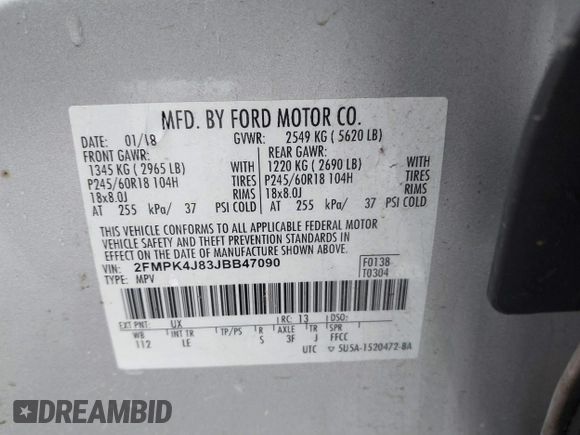 MFD. BY FORD MOTOR CO.
DATE: 01/18 GVWR: 2549 KG ( 5620 LB)
FRONT GAWR: REAR GAWR:
1345 KG ( 2965 LB) WITH 1220 KG ( 2690 LB) WITH
P245/60R18 104H TIRES P245/60R18 104H TIRES
18x8.0J RIMS 18x8.0J RIMS
AT 255 kPa/ 37 PSI COLD AT 255 kPa/ 37 PSI COLD
THIS VEHICLE CONFORMS TO ALL APPLICABLE FEDERAL MOTOR
VEHICLE SAFETY AND THEFT PREVENTION STANDARDS IN
EFFECT ON THE DATE OF MANUFACTURE SHOWN ABOVE.
VIN: 2FMPK4J83JBB47090 F0138
TYPE: MPV T0304
EXT PNT: UX RC: 13 DSO:
WB INT TR TP/PS R AXLE TR SPR
112 LE S 3F J FFCC
UTC ▽ 5U5A-1520472-BA
DREAMBID